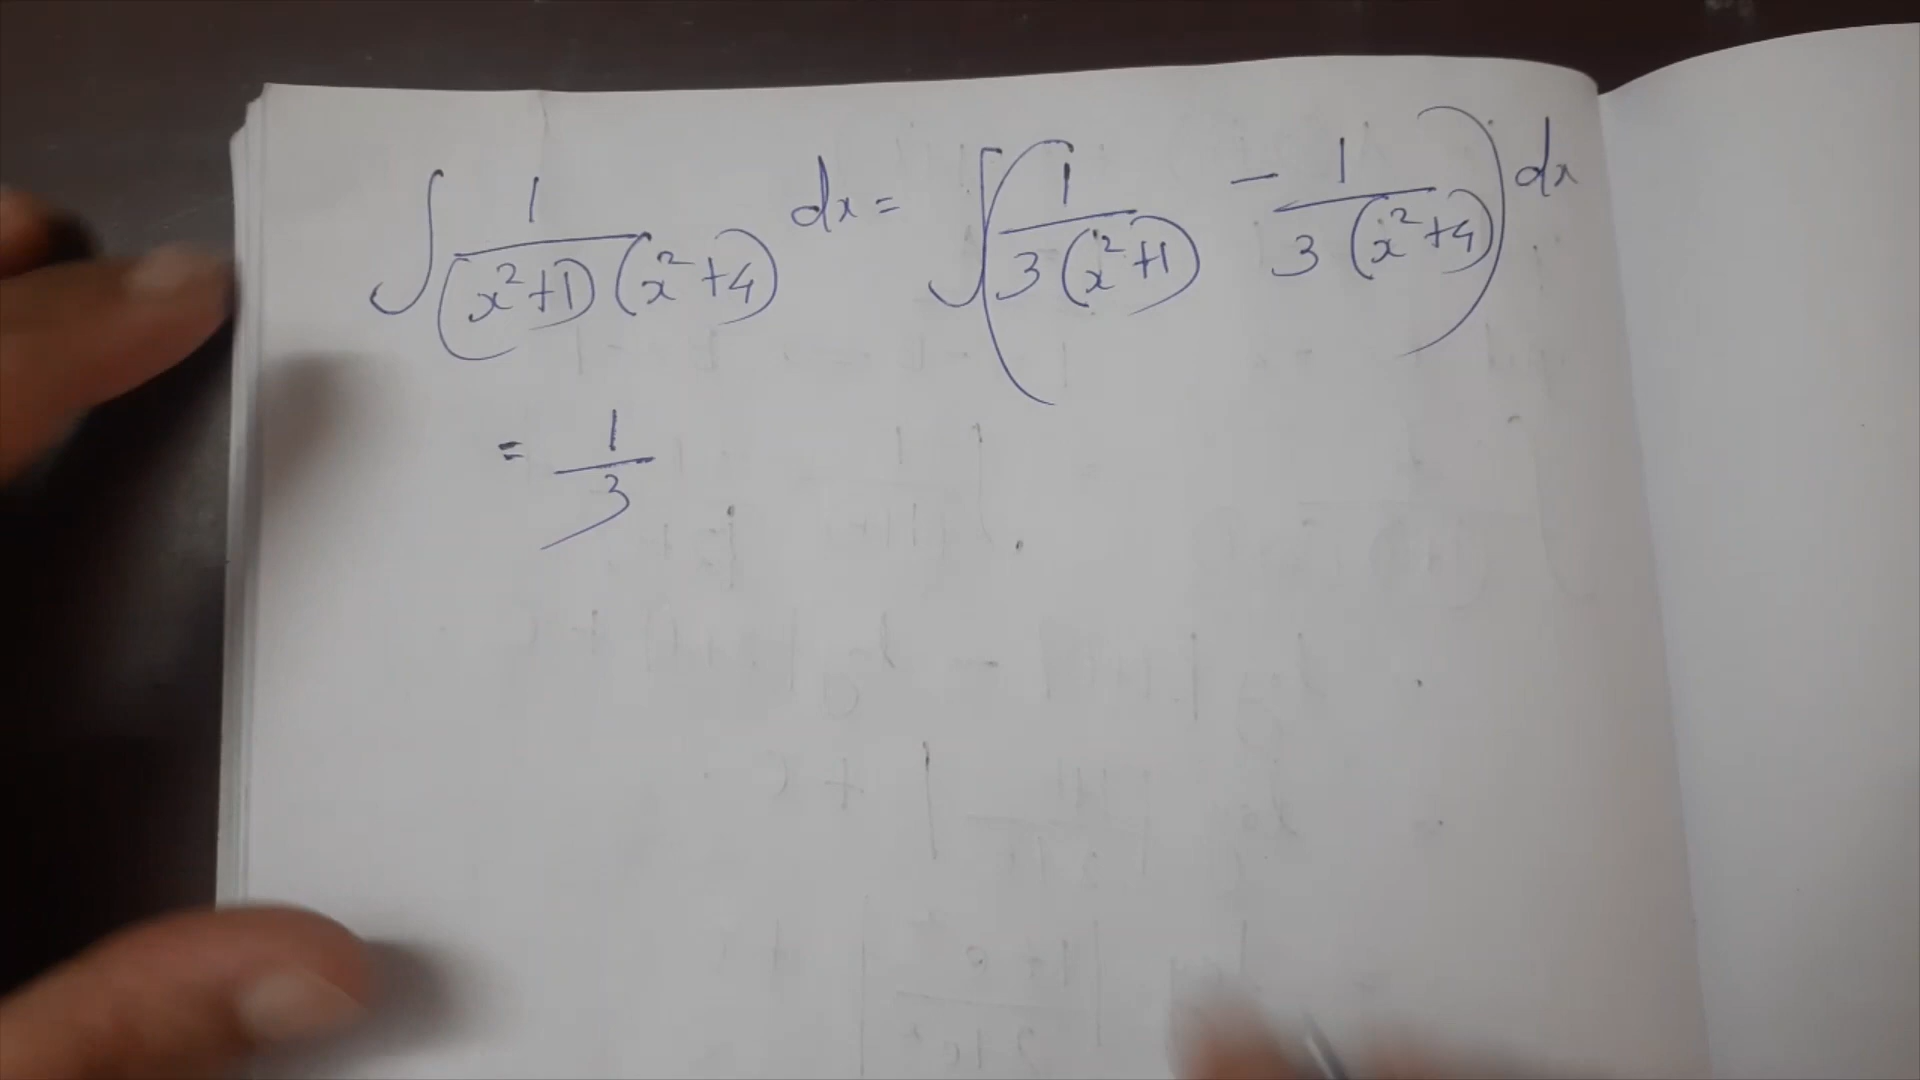 ∫ 1/((x²+1)(x²+4)) dx = ∫ (1/(3(x²+1)) - 1/(3(x²+4))) dx
= 1/3